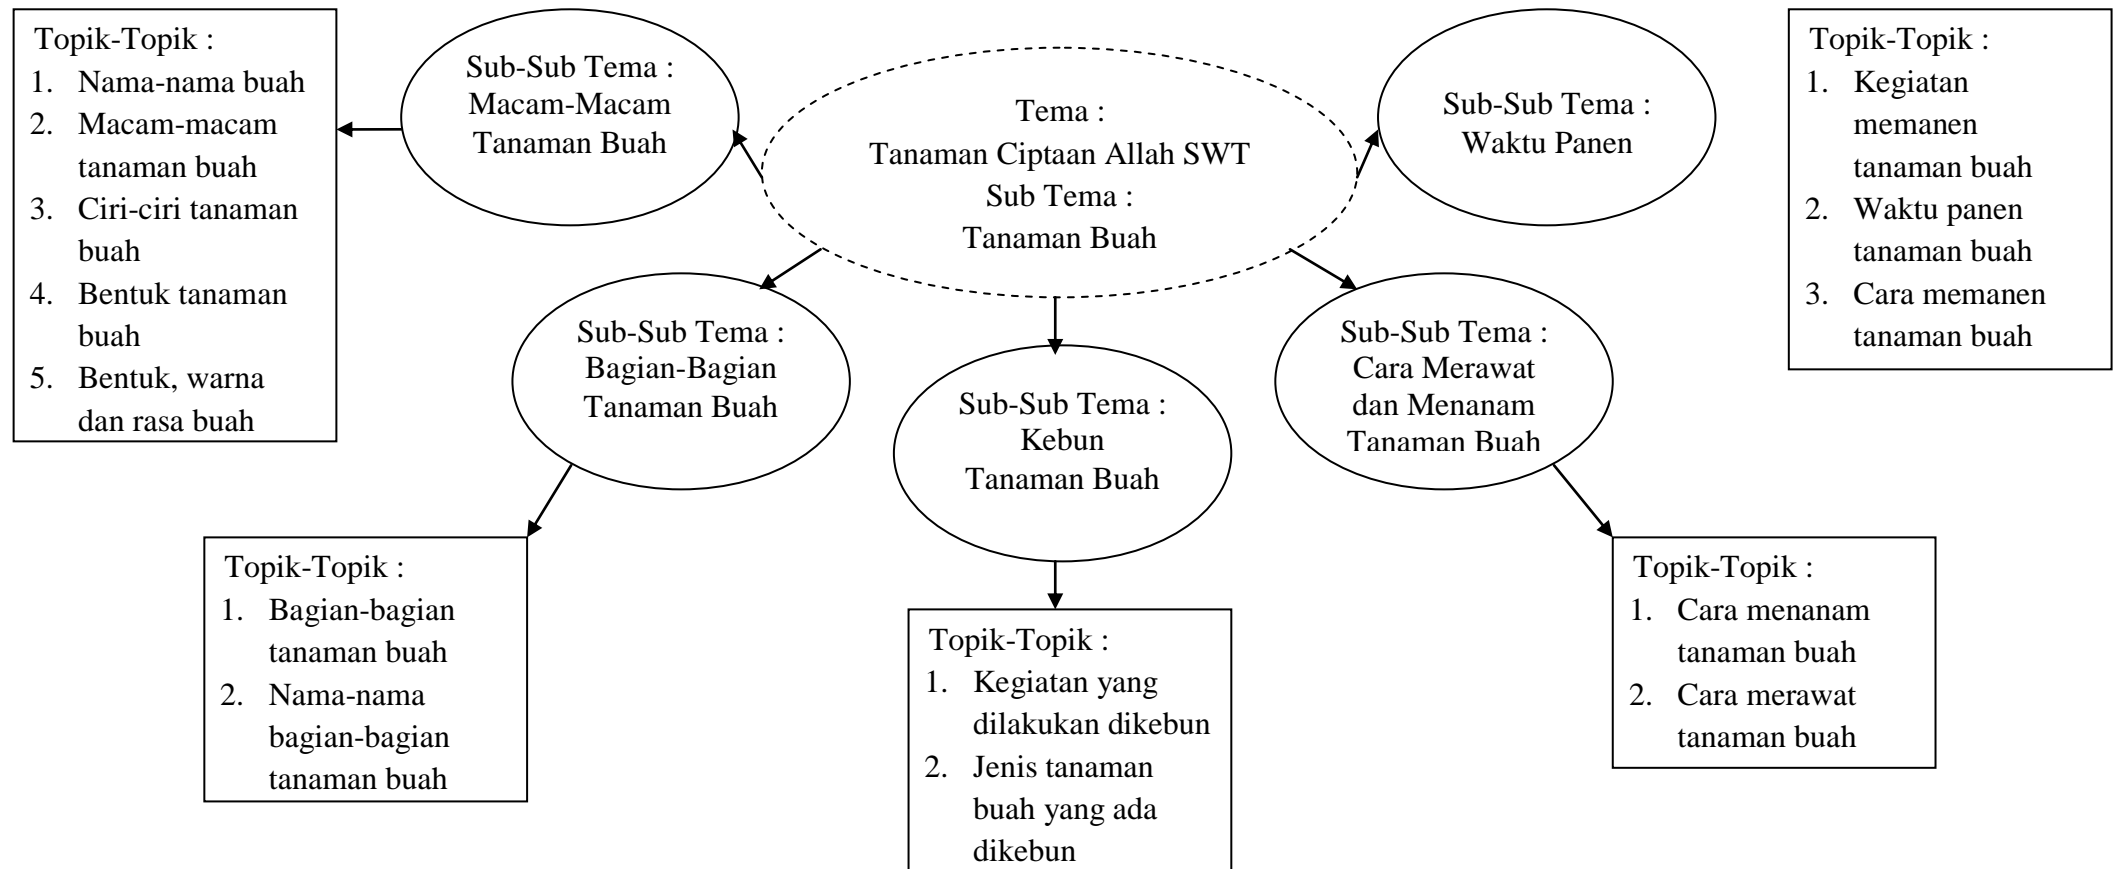 Topik-Topik :
1. Nama-nama buah
2. Macam-macam
tanaman buah
3. Ciri-ciri tanaman
buah
4. Bentuk tanaman
buah
5. Bentuk, warna
dan rasa buah
Sub-Sub Tema :
Macam-Macam
Tanaman Buah
Tema :
Tanaman Ciptaan Allah SWT
Sub Tema :
Tanaman Buah
Sub-Sub Tema :
Waktu Panen
Topik-Topik :
1. Kegiatan
memanen
tanaman buah
2. Waktu panen
tanaman buah
3. Cara memanen
tanaman buah
Sub-Sub Tema :
Bagian-Bagian
Tanaman Buah
Sub-Sub Tema :
Kebun
Tanaman Buah
Sub-Sub Tema :
Cara Merawat
dan Menanam
Tanaman Buah
Topik-Topik :
1. Bagian-bagian
tanaman buah
2. Nama-nama
bagian-bagian
tanaman buah
Topik-Topik :
1. Kegiatan yang
dilakukan dikebun
2. Jenis tanaman
buah yang ada
dikebun
Topik-Topik :
1. Cara menanam
tanaman buah
2. Cara merawat
tanaman buah